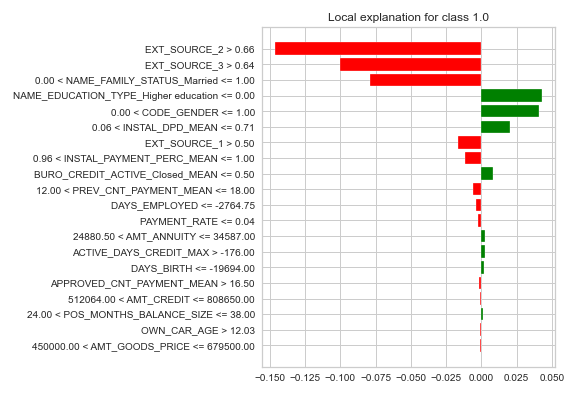 Local explanation for class 1.0
EXT_SOURCE_2 > 0.66
EXT_SOURCE_3 > 0.64
0.00 < NAME_FAMILY_STATUS_Married <= 1.00
NAME_EDUCATION_TYPE_Higher education <= 0.00
0.00 < CODE_GENDER <= 1.00
0.06 < INSTAL_DPD_MEAN <= 0.71
EXT_SOURCE_1 > 0.50
0.96 < INSTAL_PAYMENT_PERC_MEAN <= 1.00
BURO_CREDIT_ACTIVE_Closed_MEAN <= 0.50
12.00 < PREV_CNT_PAYMENT_MEAN <= 18.00
DAYS_EMPLOYED <= -2764.75
PAYMENT_RATE <= 0.04
24880.50 < AMT_ANNUITY <= 34587.00
ACTIVE_DAYS_CREDIT_MAX > -176.00
DAYS_BIRTH <= -19694.00
APPROVED_CNT_PAYMENT_MEAN > 16.50
512064.00 < AMT_CREDIT <= 808650.00
24.00 < POS_MONTHS_BALANCE_SIZE <= 38.00
OWN_CAR_AGE > 12.03
450000.00 < AMT_GOODS_PRICE <= 679500.00
−0.150 −0.125 −0.100 −0.075 −0.050 −0.025 0.000 0.025 0.050